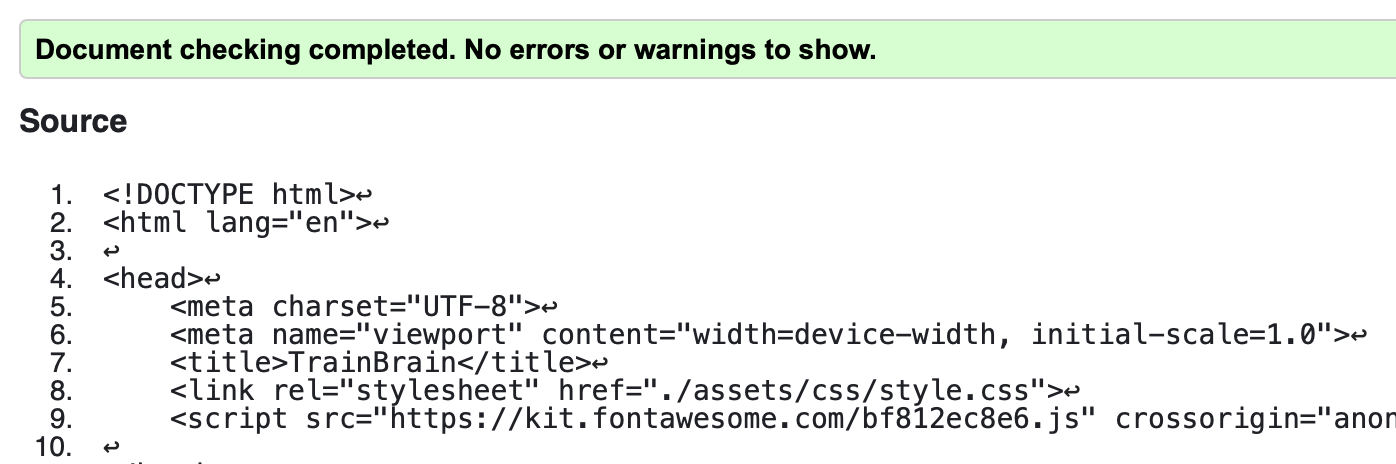 Document checking completed. No errors or warnings to show.
Source
1. <!DOCTYPE html>↩
2. <html lang="en">↩
3. ↩
4. <head>↩
5.     <meta charset="UTF-8">↩
6.     <meta name="viewport" content="width=device-width, initial-scale=1.0">↩
7.     <title>TrainBrain</title>↩
8.     <link rel="stylesheet" href="./assets/css/style.css">↩
9.     <script src="https://kit.fontawesome.com/bf812ec8e6.js" crossorigin="anon
10. ↩